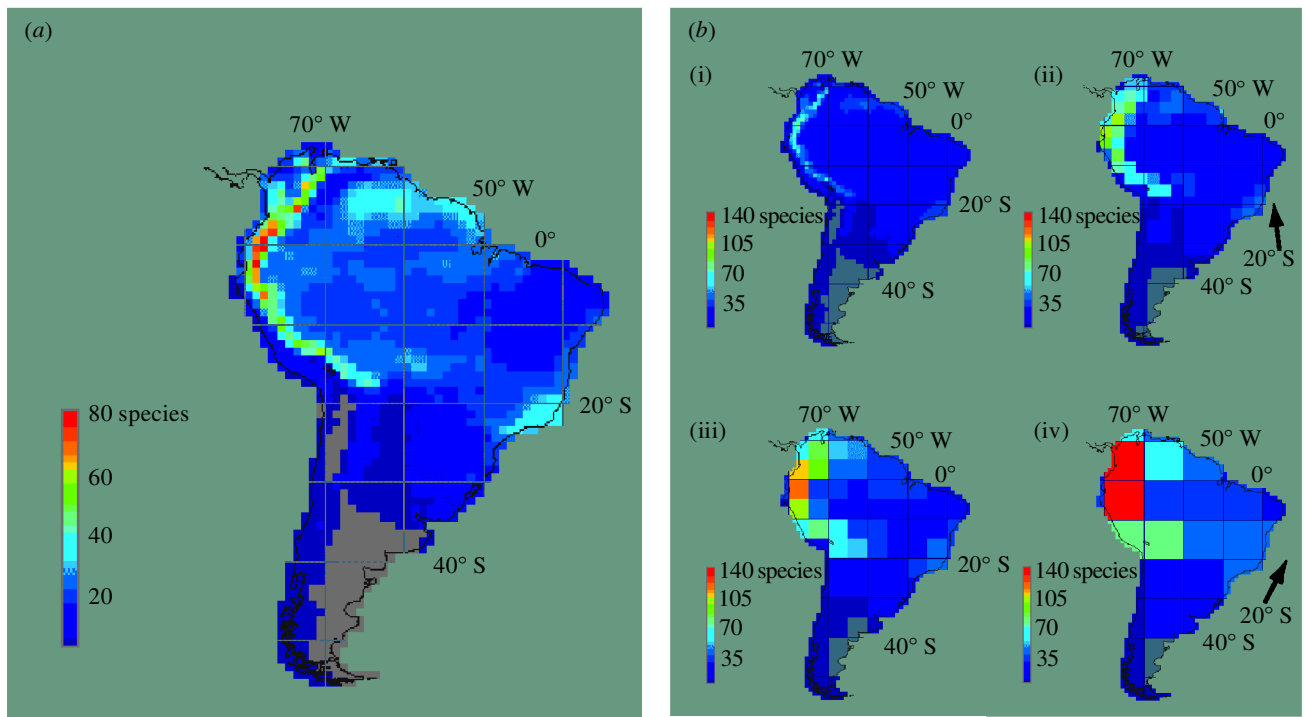 (a)
70° W
50° W
0°
20° S
40° S
80 species
60
40
20
(b)
(i)
70° W
50° W
0°
20° S
40° S
140 species
105
70
35
(ii)
70° W
50° W
0°
20° S
40° S
140 species
105
70
35
(iii)
70° W
50° W
0°
20° S
40° S
140 species
105
70
35
(iv)
70° W
50° W
0°
20° S
40° S
140 species
105
70
35